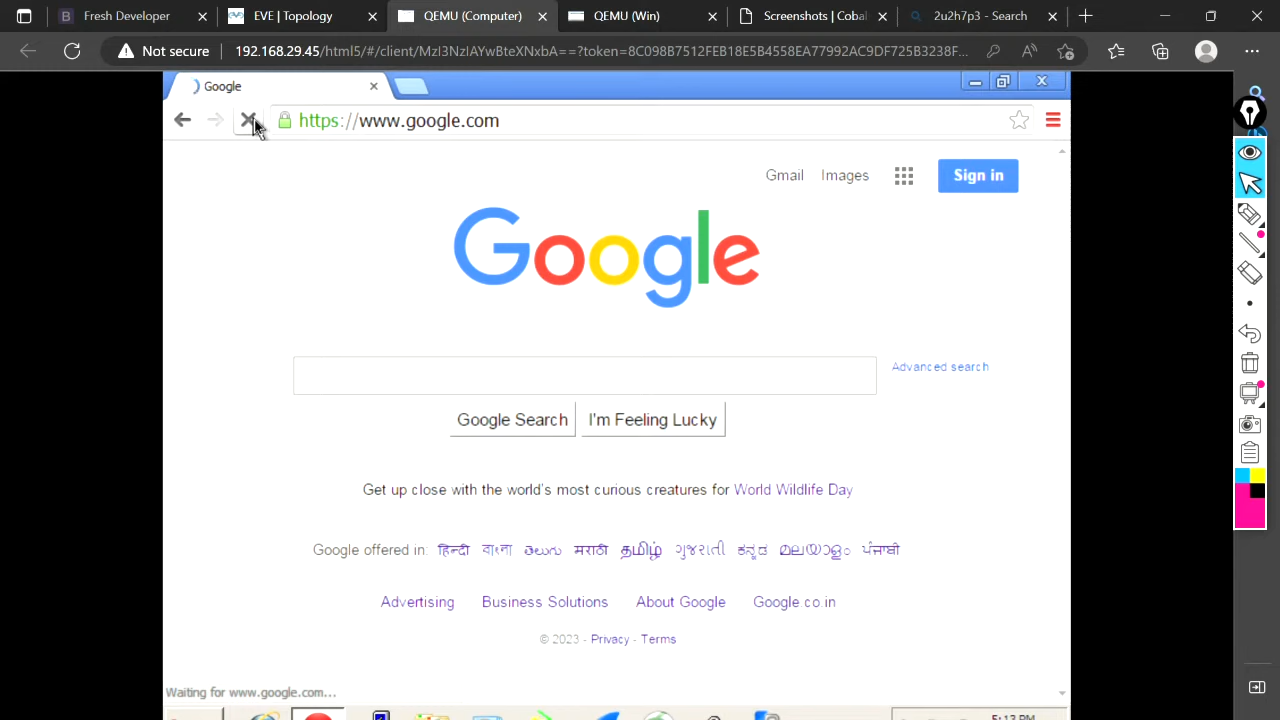 Fresh Developer
EVE | Topology
QEMU (Computer)
QEMU (Win)
Screenshots | Cobal
2u2h7p3 - Search
Not secure
192.168.29.45/html5/#/client/MzI3NzlAYwBteXNxbA==?token=8C098B7512FEB18E5B4558EA77992AC9DF725B3238F...
Google
https://www.google.com
Gmail
Images
Sign in
Google
Advanced search
Google Search
I'm Feeling Lucky
Get up close with the world's most curious creatures for World Wildlife Day
Google offered in: हिन्दी বাংলা తెలుగు मराठी தமிழ் ગુજરાતી ಕನ್ನಡ മലയാളം ਪੰਜਾਬੀ
Advertising
Business Solutions
About Google
Google.co.in
© 2023 - Privacy - Terms
Waiting for www.google.com...
5:13 PM